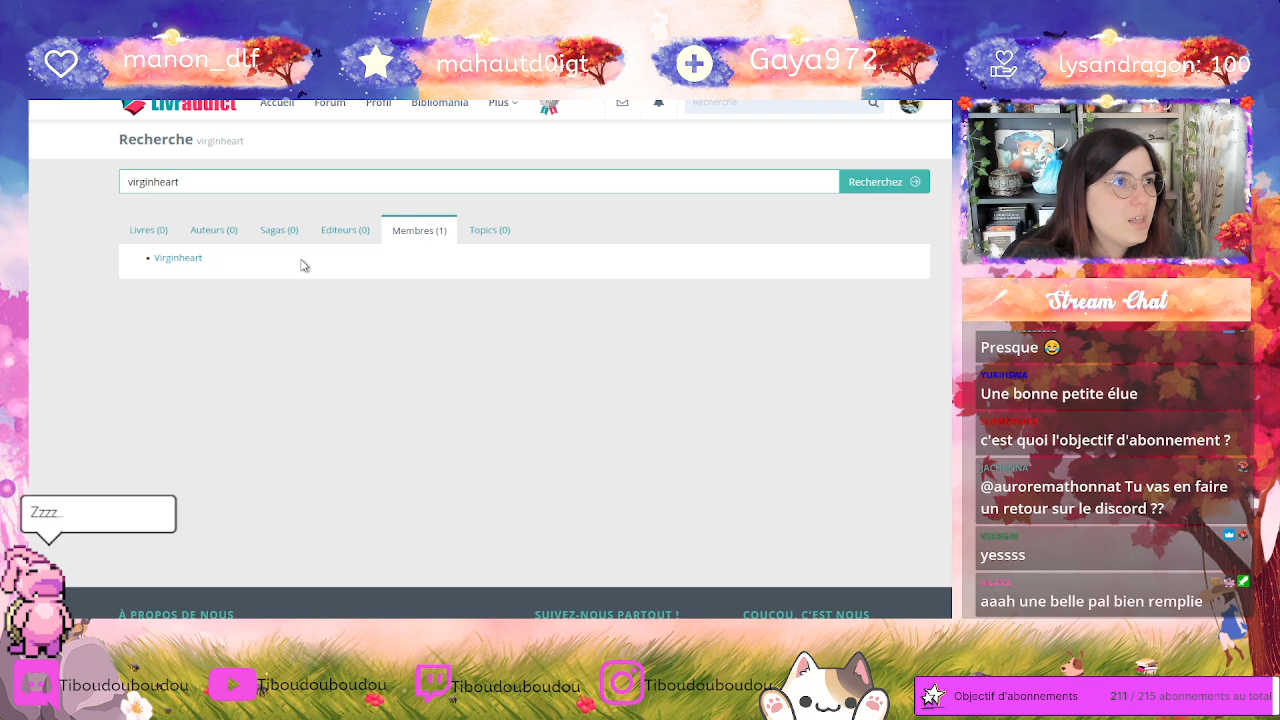 manon_dlf
mahautd0igt
Gaya972
lysandragon: 100
Livraddict
Accueil
Forum
Profil
Bibliomania
Plus
Recherche
Recherche virginheart
virginheart
Recherchez
Livres (0)
Auteurs (0)
Sagas (0)
Editeurs (0)
Membres (1)
Topics (0)
Virginheart
À PROPOS DE NOUS
SUIVEZ-NOUS PARTOUT !
COUCOU, C'EST NOUS
Zzzz...
Stream Chat
Presque 😂
YURIHSWA
Une bonne petite élue
c'est quoi l'objectif d'abonnement ?
JACHANNA
@auroremathonnat Tu vas en faire
un retour sur le discord ??
yessss
aaah une belle pal bien remplie
Tiboudouboudou
Tiboudouboudou
Tiboudouboudou
Tiboudouboudou
Objectif d'abonnements
211 / 215 abonnements au total